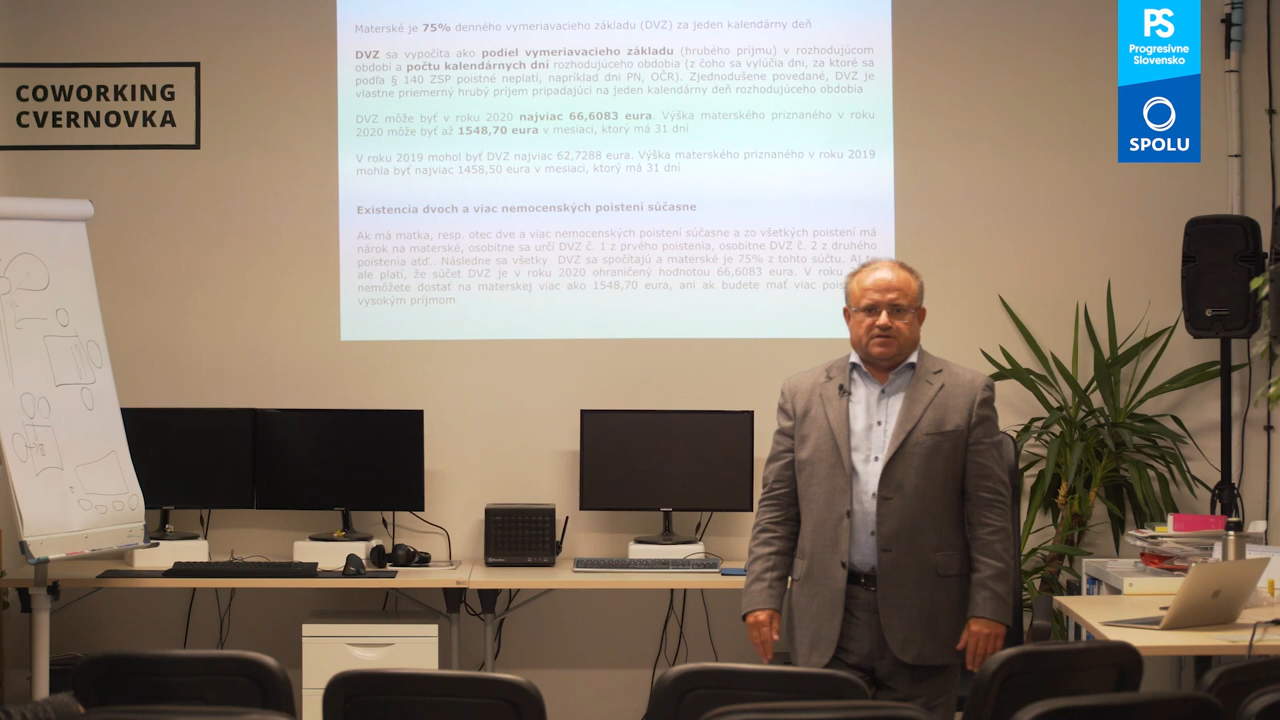 Materské je 75% denného vymeriavacieho základu (DVZ) za jeden kalendárny deň
DVZ sa vypočíta ako podiel vymeriavacieho základu (hrubého príjmu) v rozhodujúcom
období a počtu kalendárnych dní rozhodujúceho obdobia (z čoho sa vylúčia dni, za ktoré sa
podľa § 140 ZSP poistné neplatí, napríklad dni PN, OČR). Zjednodušene povedané, DVZ je
vlastne priemerný hrubý príjem pripadajúci na jeden kalendárny deň rozhodujúceho obdobia
DVZ môže byť v roku 2020 najviac 66,6083 eura. Výška materského priznaného v roku
2020 môže byť až 1548,70 eura v mesiaci, ktorý má 31 dní
V roku 2019 mohol byť DVZ najviac 62,7288 eura. Výška materského priznaného v roku 2019
mohla byť najviac 1458,50 eura v mesiaci, ktorý má 31 dní
Existencia dvoch a viac nemocenských poistení súčasne
Ak má matka, resp. otec dve a viac nemocenských poistení súčasne a zo všetkých poistení má
nárok na materské, osobitne sa určí DVZ č. 1 z prvého poistenia, osobitne DVZ č. 2 z druhého
poistenia atď.. Následne sa všetky DVZ sa spočítajú a materské je 75% z tohto súčtu. Aj
ale platí, že súčet DVZ je v roku 2020 ohraničený hodnotou 66,6083 eura. V roku
nemôžete dostať na materskej viac ako 1548,70 eura, ani ak budete mať viac
vysokým príjmom
COWORKING
CVERNOVKA
PS
Progresívne
Slovensko
SPOLU